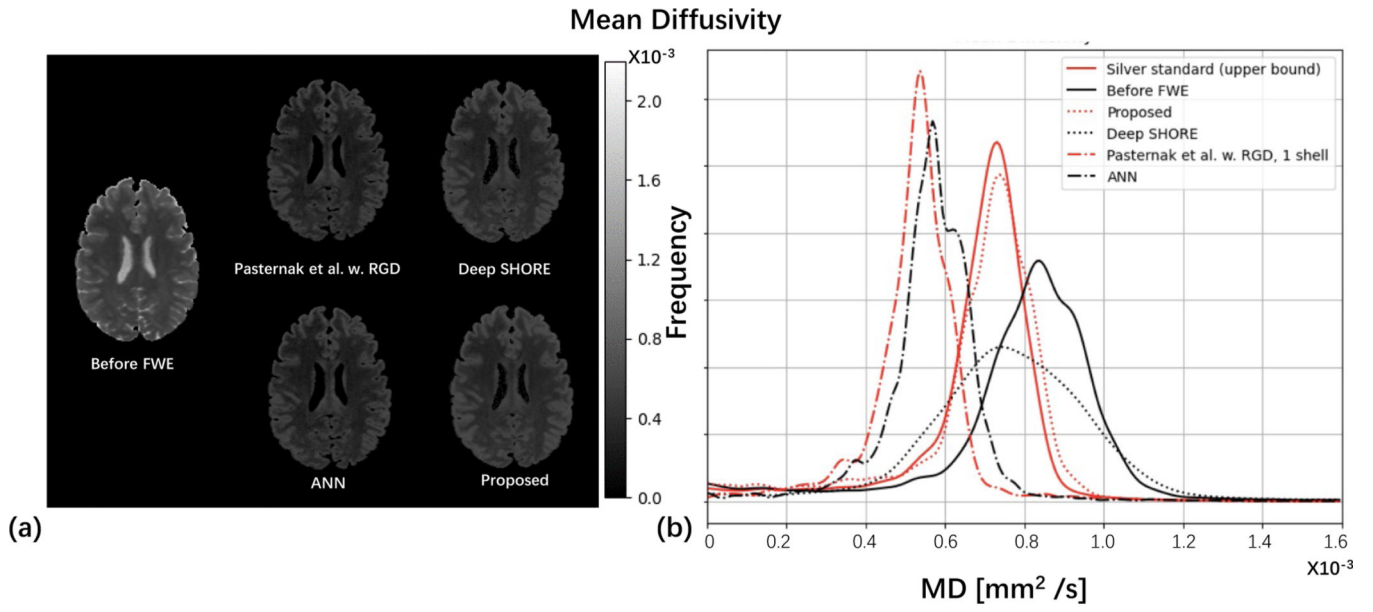 Mean Diffusivity
X10⁻³
2.0
1.6
1.2
0.8
0.4
0.0
Before FWE
Pasternak et al. w. RGD
Deep SHORE
ANN
Proposed
(a)
Frequency
Silver standard (upper bound)
Before FWE
Proposed
Deep SHORE
Pasternak et al. w. RGD, 1 shell
ANN
(b)
0 0.2 0.4 0.6 0.8 1.0 1.2 1.4 1.6
X10⁻³
MD [mm² /s]